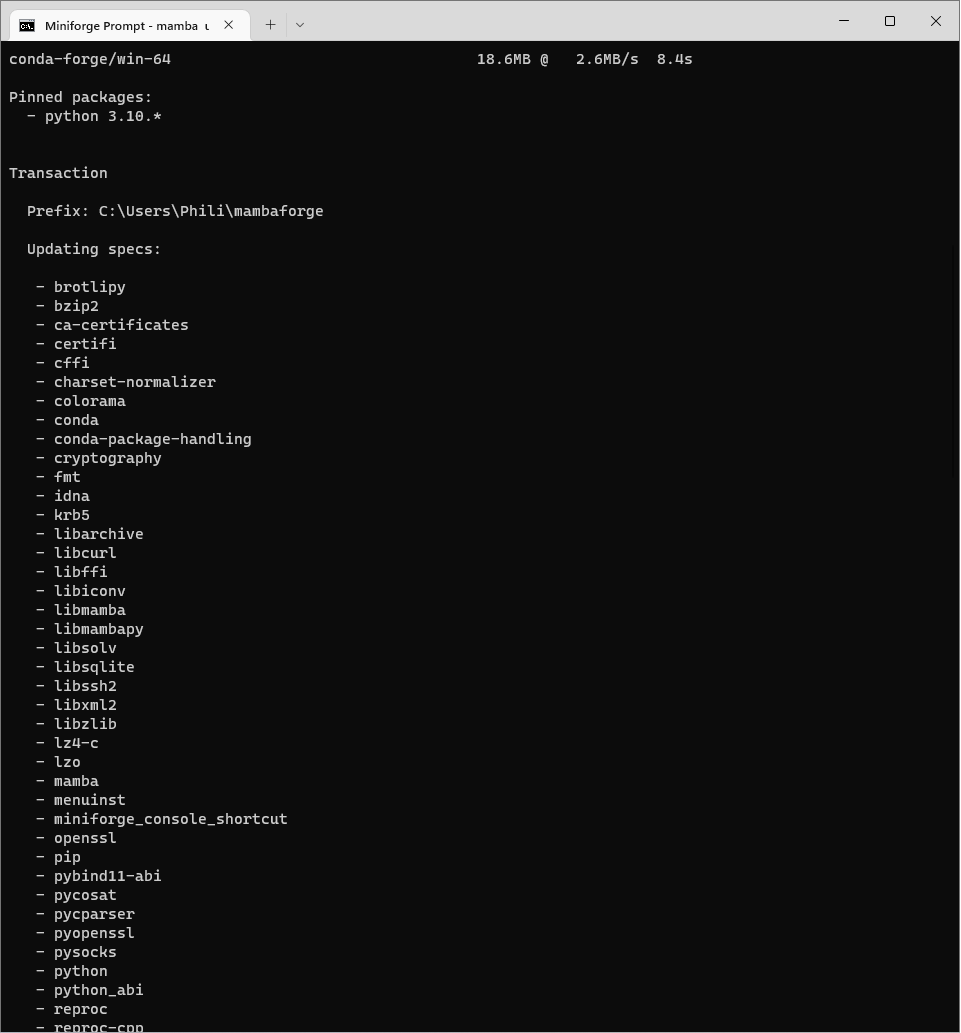 Miniforge Prompt - mamba u
conda-forge/win-64 18.6MB @ 2.6MB/s 8.4s
Pinned packages:
- python 3.10.*
Transaction
Prefix: C:\Users\Phili\mambaforge
Updating specs:
- brotlipy
- bzip2
- ca-certificates
- certifi
- cffi
- charset-normalizer
- colorama
- conda
- conda-package-handling
- cryptography
- fmt
- idna
- krb5
- libarchive
- libcurl
- libffi
- libiconv
- libmamba
- libmambapy
- libsolv
- libsqlite
- libssh2
- libxml2
- libzlib
- lz4-c
- lzo
- mamba
- menuinst
- miniforge_console_shortcut
- openssl
- pip
- pybind11-abi
- pycosat
- pycparser
- pyopenssl
- pysocks
- python
- python_abi
- reproc
- reproc-cpp